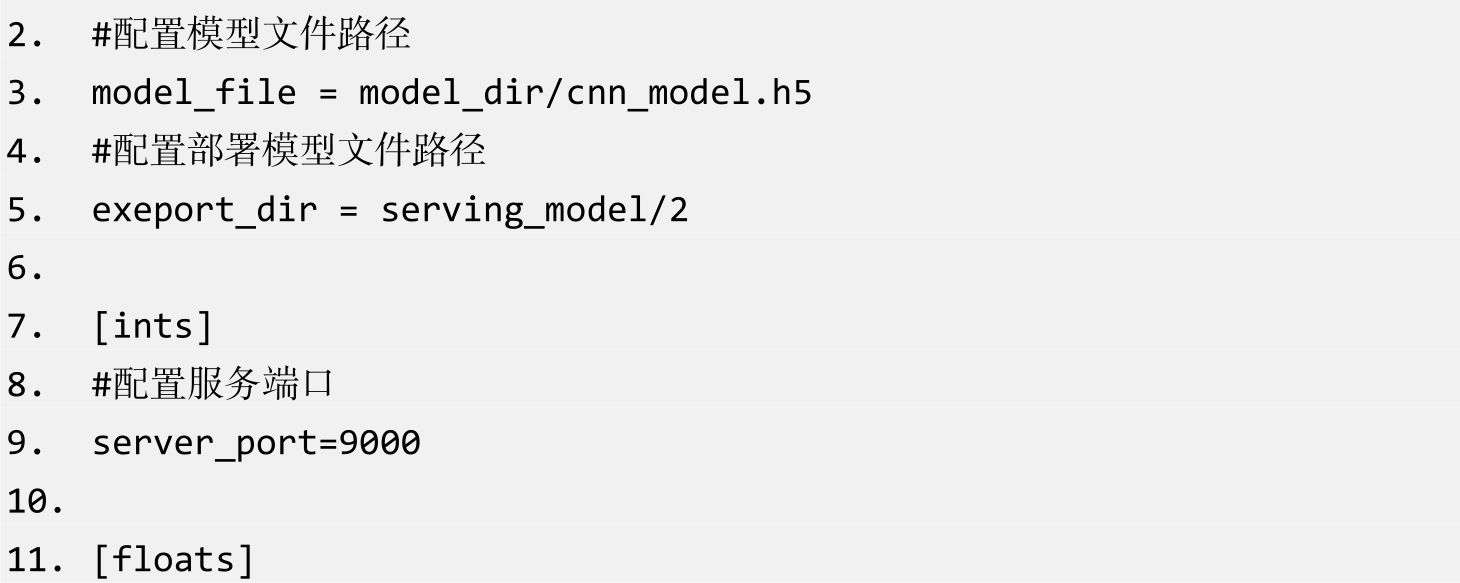 2. #配置模型文件路径
3. model_file = model_dir/cnn_model.h5
4. #配置部署模型文件路径
5. exeport_dir = serving_model/2
6.
7. [ints]
8. #配置服务端口
9. server_port=9000
10.
11. [floats]